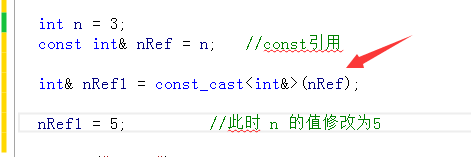 int n = 3;
const int& nRef = n;   //const引用
int& nRef1 = const_cast<int&>(nRef);
nRef1 = 5;          //此时 n 的值修改为5